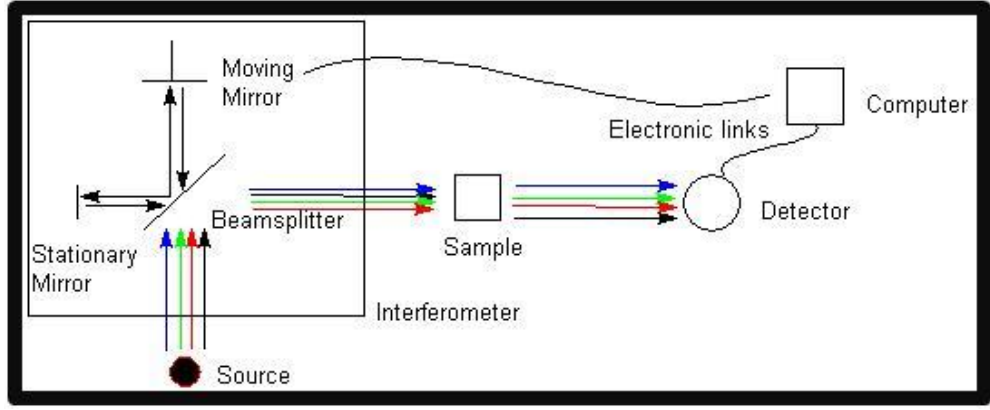 Moving
Mirror
Computer
Electronic links
Beamsplitter
Detector
Sample
Stationary
Mirror
Interferometer
Source